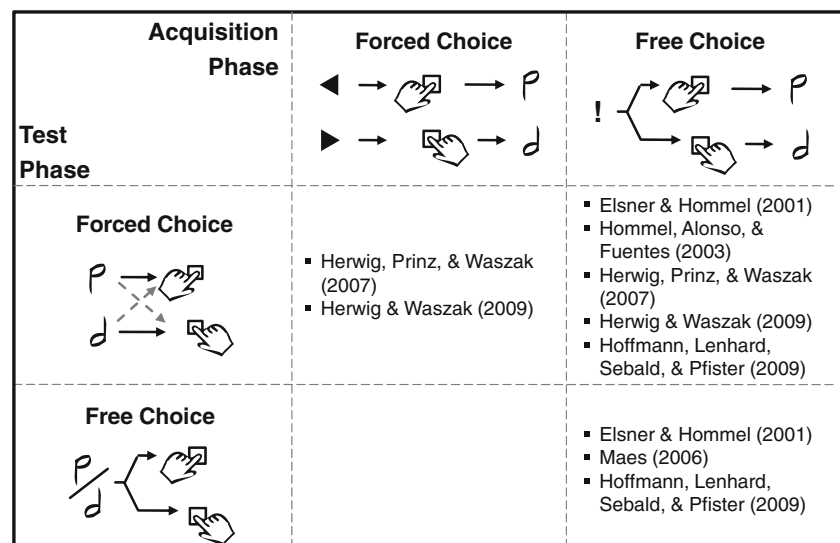 Acquisition
Phase
Forced Choice
Free Choice
!
Test
Phase
Forced Choice
▪ Herwig, Prinz, & Waszak
(2007)
▪ Herwig & Waszak (2009)
▪ Elsner & Hommel (2001)
▪ Hommel, Alonso, &
Fuentes (2003)
▪ Herwig, Prinz, & Waszak
(2007)
▪ Herwig & Waszak (2009)
▪ Hoffmann, Lenhard,
Sebald, & Pfister (2009)
Free Choice
▪ Elsner & Hommel (2001)
▪ Maes (2006)
▪ Hoffmann, Lenhard,
Sebald, & Pfister (2009)